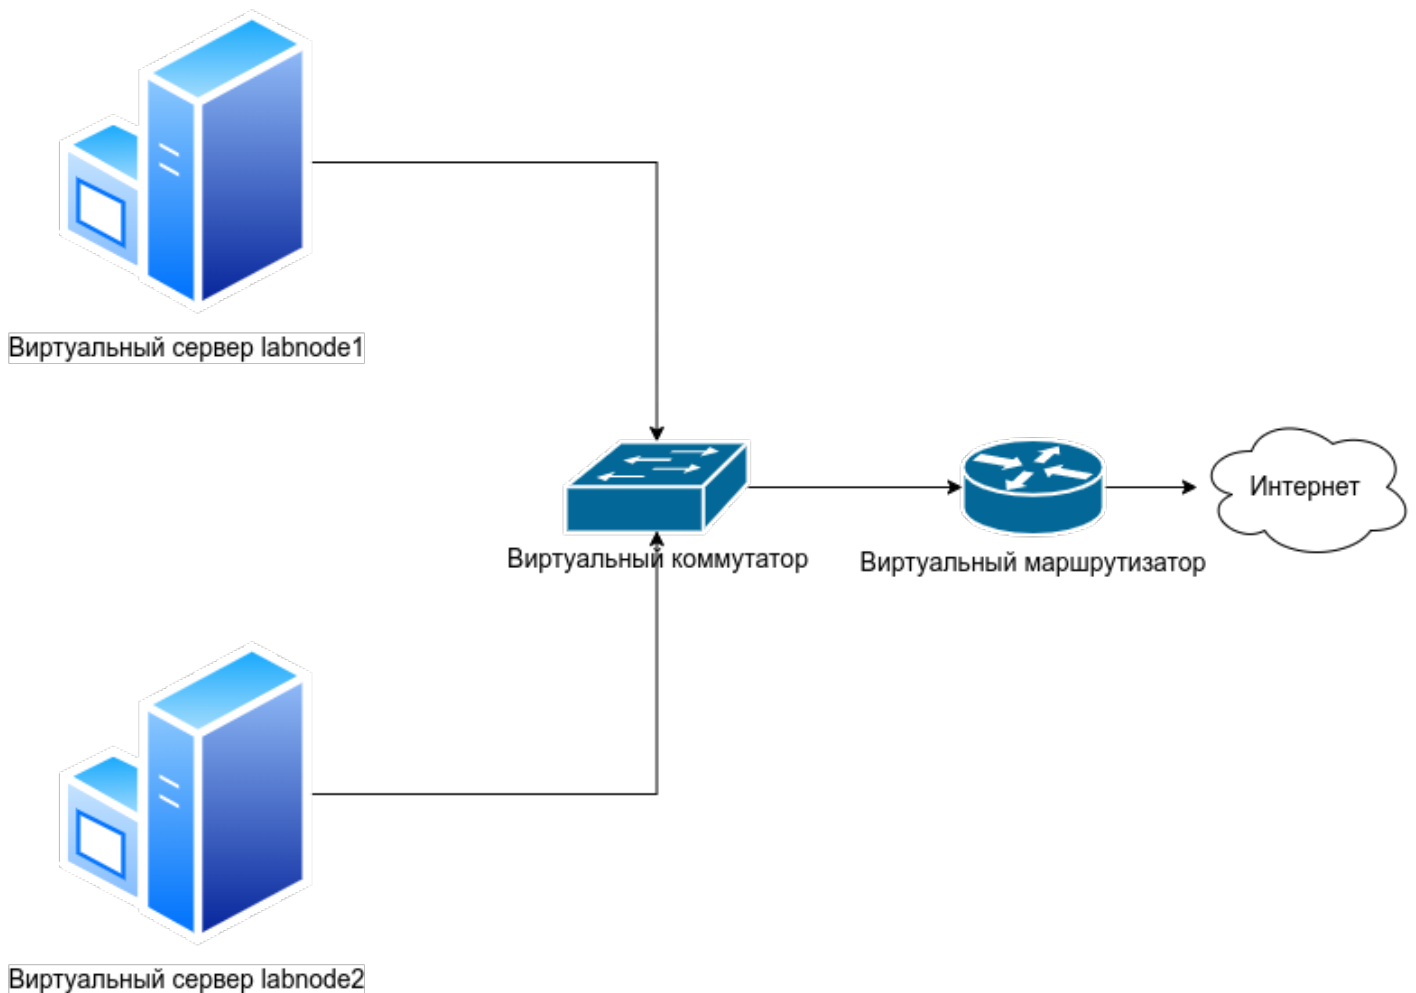 Виртуальный сервер labnode1
Виртуальный коммутатор
Виртуальный маршрутизатор
Интернет
Виртуальный сервер labnode2